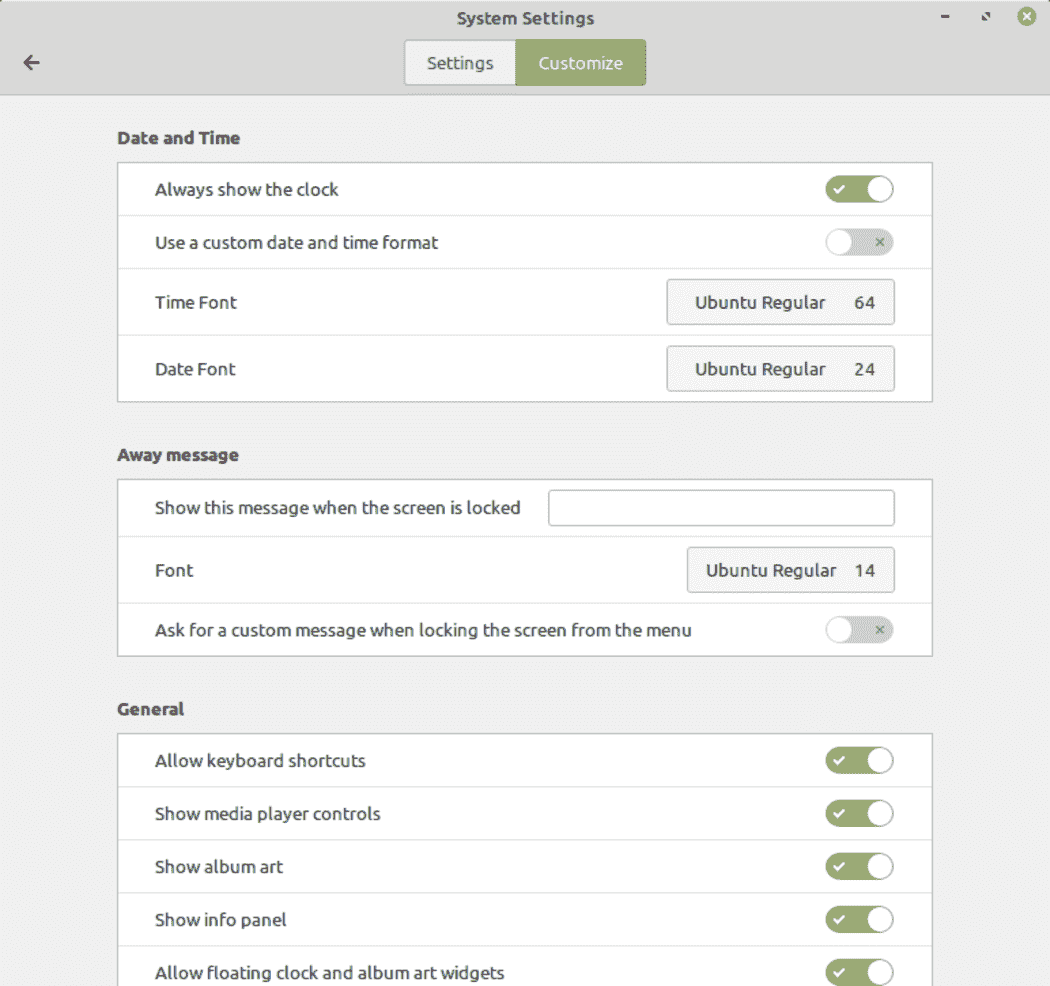 System Settings
Settings Customize
Date and Time
Always show the clock
Use a custom date and time format
Time Font Ubuntu Regular 64
Date Font Ubuntu Regular 24
Away message
Show this message when the screen is locked
Font Ubuntu Regular 14
Ask for a custom message when locking the screen from the menu
General
Allow keyboard shortcuts
Show media player controls
Show album art
Show info panel
Allow floating clock and album art widgets